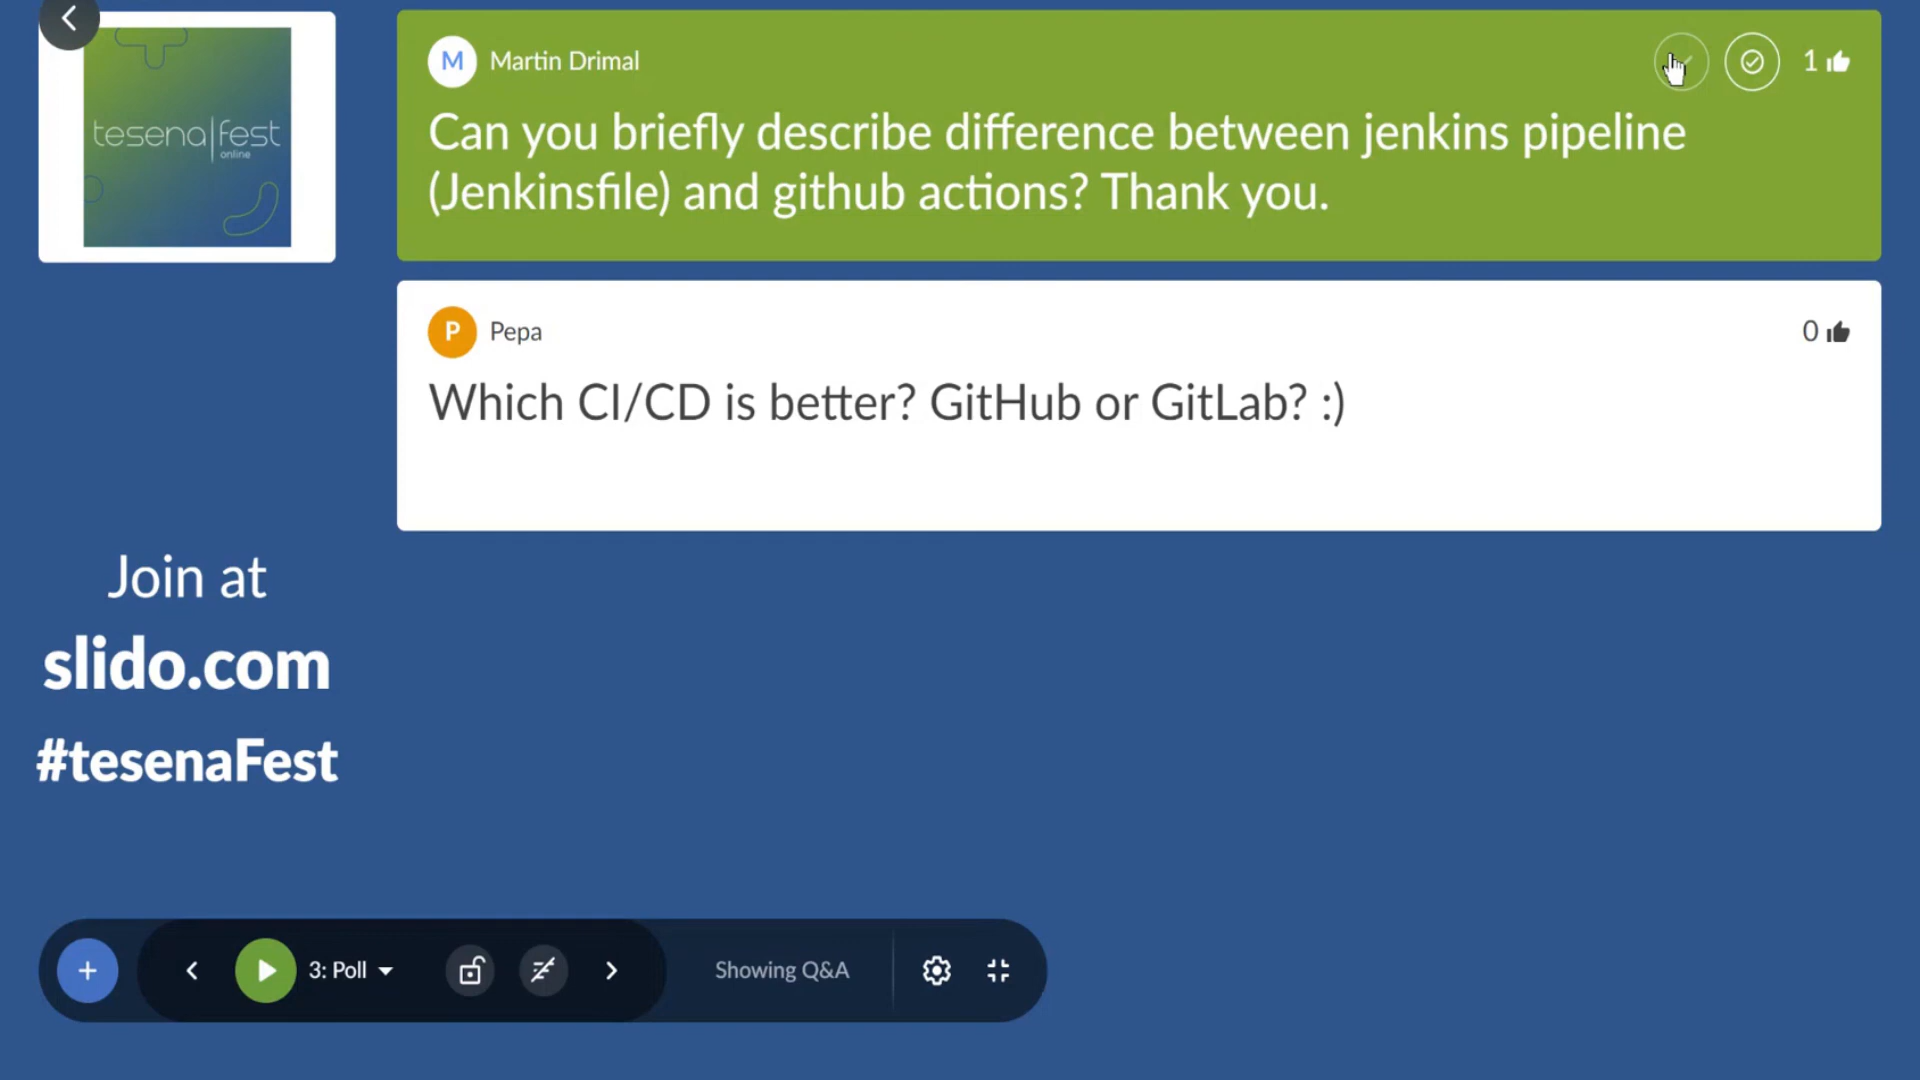 tesena|fest
online
M Martin Drimal
1
Can you briefly describe difference between jenkins pipeline
(Jenkinsfile) and github actions? Thank you.
P Pepa
0
Which CI/CD is better? GitHub or GitLab? :)
Join at
slido.com
#tesenaFest
3: Poll
Showing Q&A